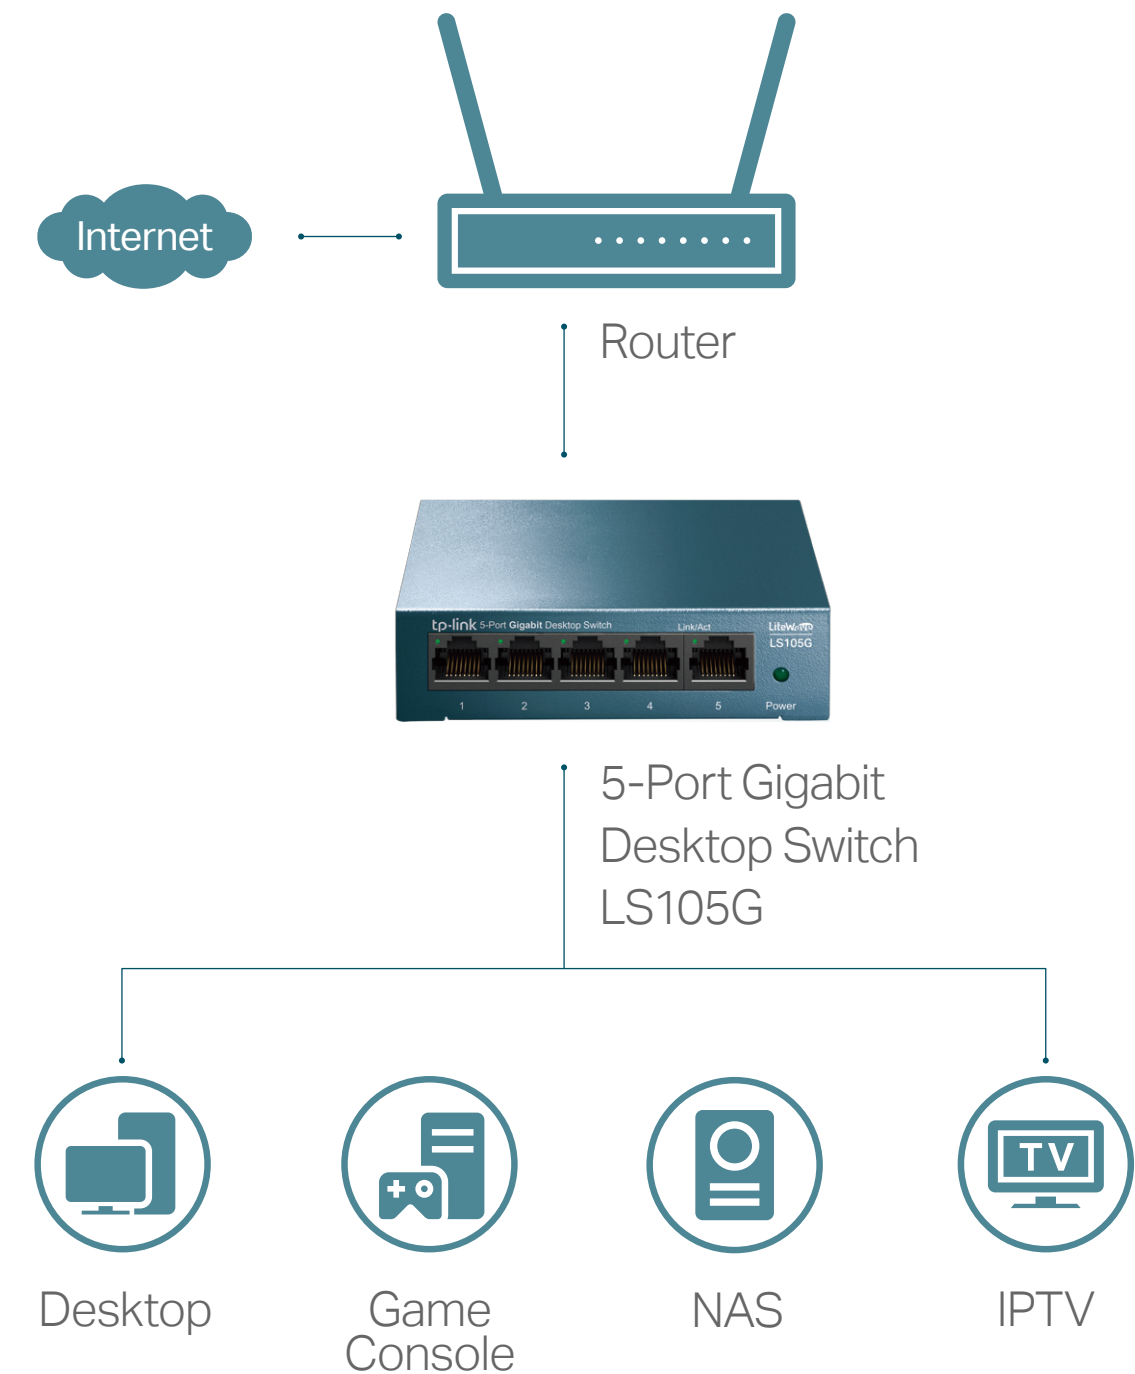 Internet
Router
tp-link 5-Port Gigabit Desktop Switch Link/Act LiteWave
LS105G
1 2 3 4 5 Power
5-Port Gigabit
Desktop Switch
LS105G
TV
Desktop Game Console NAS IPTV